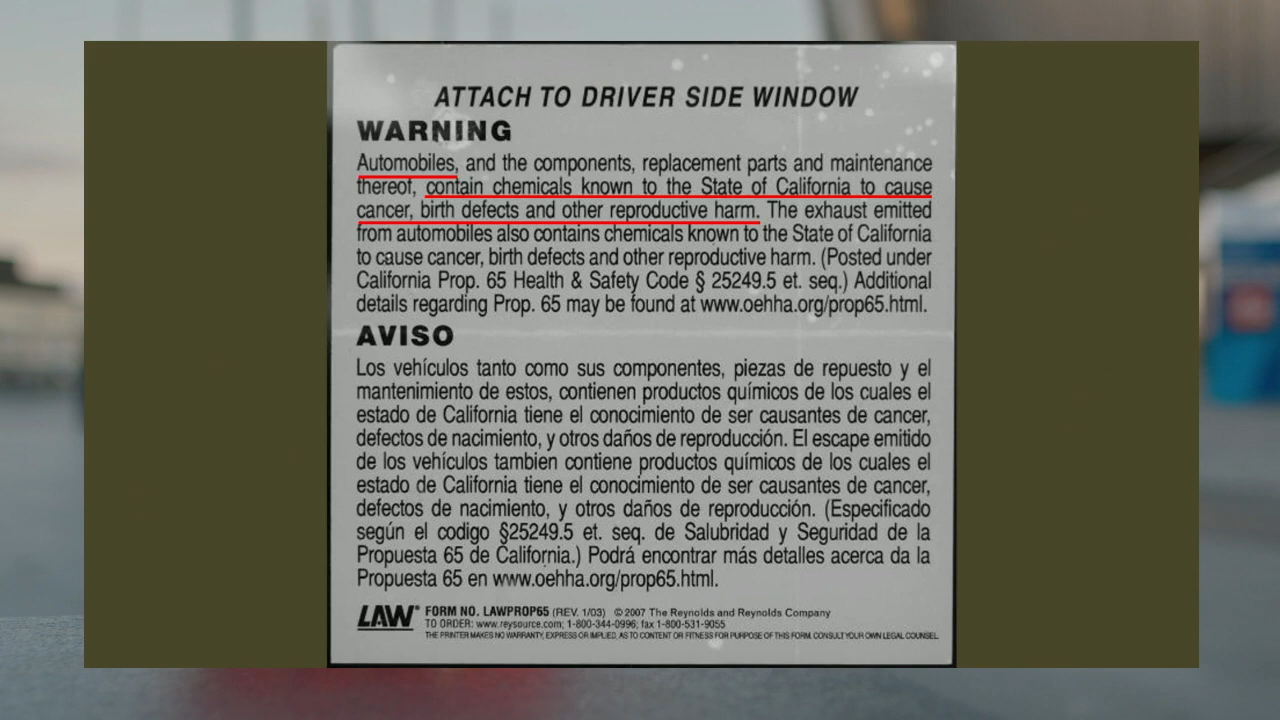 ATTACH TO DRIVER SIDE WINDOW
WARNING
Automobiles, and the components, replacement parts and maintenance
thereof, contain chemicals known to the State of California to cause
cancer, birth defects and other reproductive harm. The exhaust emitted
from automobiles also contains chemicals known to the State of California
to cause cancer, birth defects and other reproductive harm. (Posted under
California Prop. 65 Health & Safety Code § 25249.5 et. seq.) Additional
details regarding Prop. 65 may be found at www.oehha.org/prop65.html.
AVISO
Los vehículos tanto como sus componentes, piezas de repuesto y el
mantenimiento de estos, contienen productos químicos de los cuales el
estado de California tiene el conocimiento de ser causantes de cancer,
defectos de nacimiento, y otros daños de reproducción. El escape emitido
de los vehículos tambien contiene productos químicos de los cuales el
estado de California tiene el conocimiento de ser causantes de cancer,
defectos de nacimiento, y otros daños de reproducción. (Especificado
según el codigo §25249.5 et. seq. de Salubridad y Seguridad de la
Propuesta 65 de California.) Podrá encontrar más detalles acerca da la
Propuesta 65 en www.oehha.org/prop65.html.
LAW® FORM NO. LAWPROP65 (REV. 1/03) © 2007 The Reynolds and Reynolds Company
TO ORDER: www.reysource.com; 1-800-344-0996; fax 1-800-531-9055
THE PRINTER MAKES NO WARRANTY, EXPRESS OR IMPLIED, AS TO CONTENT OR FITNESS FOR PURPOSE OF THIS FORM. CONSULT YOUR OWN LEGAL COUNSEL.